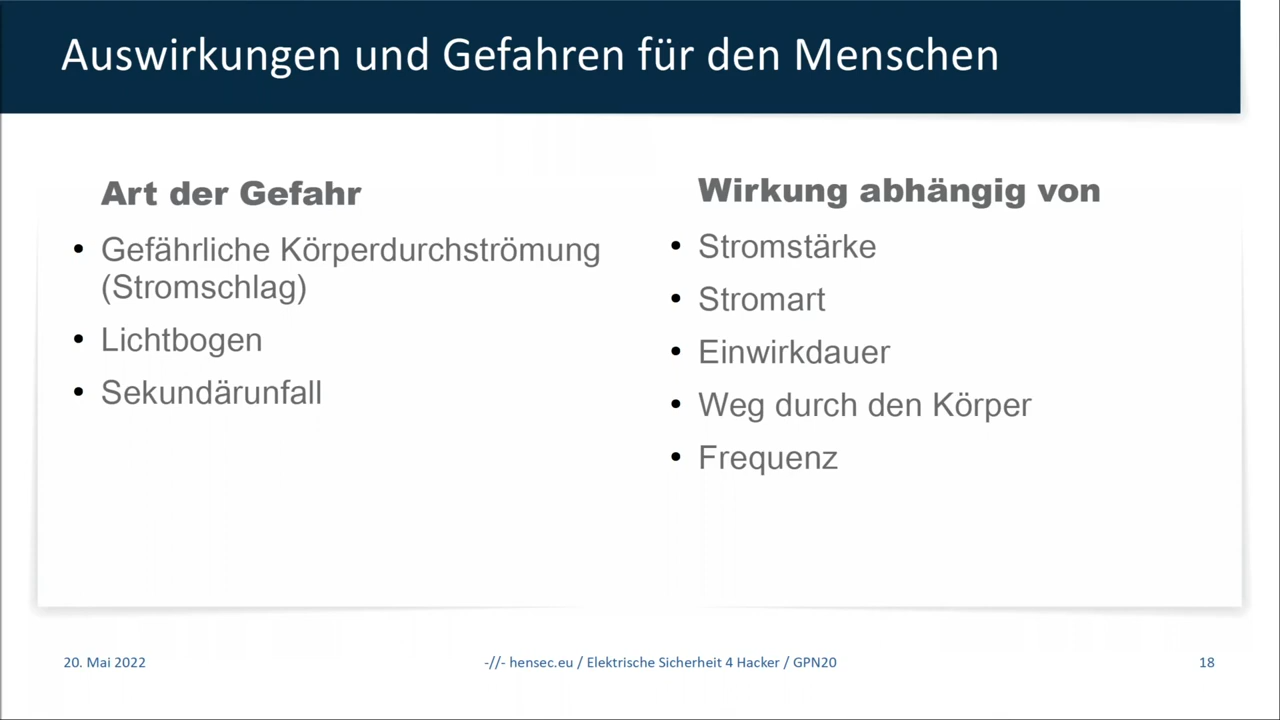 Auswirkungen und Gefahren für den Menschen
Art der Gefahr
• Gefährliche Körperdurchströmung
(Stromschlag)
• Lichtbogen
• Sekundärunfall
Wirkung abhängig von
• Stromstärke
• Stromart
• Einwirkdauer
• Weg durch den Körper
• Frequenz
20. Mai 2022
-//- hensec.eu / Elektrische Sicherheit 4 Hacker / GPN20
18